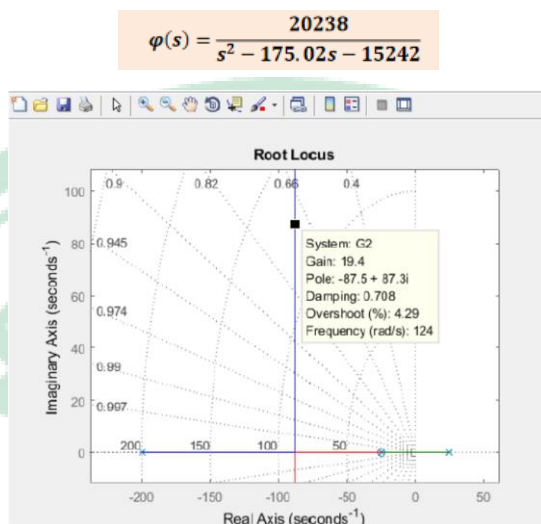 φ(s) = 20238 / s² − 175.02s − 15242
Root Locus
Imaginary Axis (seconds⁻¹)
100
80
60
40
20
0
0.9
0.82
0.66
0.4
0.945
0.974
0.99
0.997
200
150
100
50
System: G2
Gain: 19.4
Pole: -87.5 + 87.3i
Damping: 0.708
Overshoot (%): 4.29
Frequency (rad/s): 124
-200
-150
-100
-50
0
50
Real Axis (seconds⁻¹)